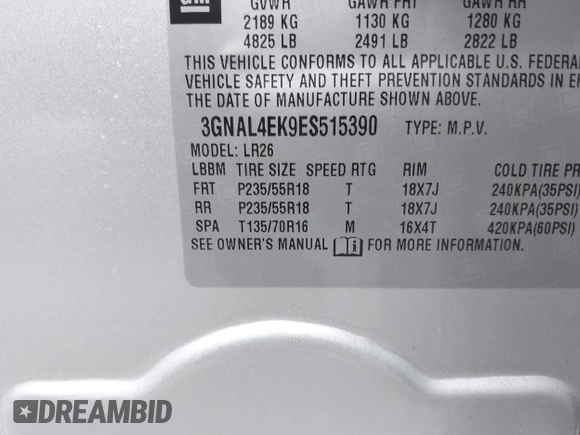 GM
GVWR GAWR FRT GAWR RR
2189 KG 1130 KG 1280 KG
4825 LB 2491 LB 2822 LB
THIS VEHICLE CONFORMS TO ALL APPLICABLE U.S. FEDERA
VEHICLE SAFETY AND THEFT PREVENTION STANDARDS IN E
THE DATE OF MANUFACTURE SHOWN ABOVE.
3GNAL4EK9ES515390 TYPE: M.P.V.
MODEL: LR26
LBBM TIRE SIZE SPEED RTG RIM COLD TIRE PR
FRT P235/55R18 T 18X7J 240KPA(35PSI)
RR P235/55R18 T 18X7J 240KPA(35PSI)
SPA T135/70R16 M 16X4T 420KPA(60PSI)
SEE OWNER'S MANUAL FOR MORE INFORMATION.
DREAMBID